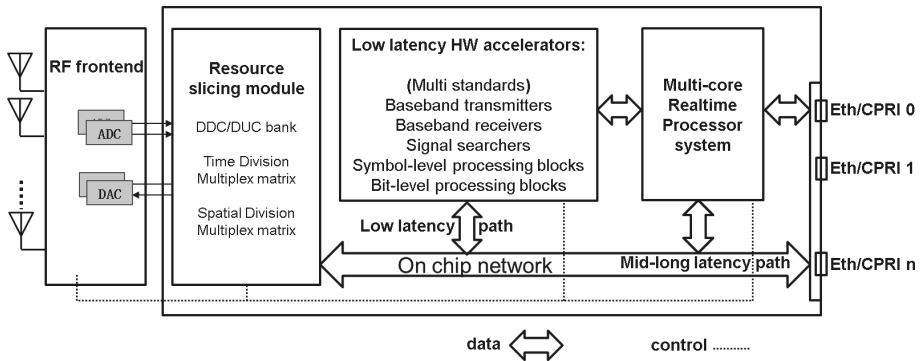 RF frontend
ADC
DAC
Resource
slicing module
DDC/DUC bank
Time Division
Multiplex matrix
Spatial Division
Multiplex matrix
Low latency HW accelerators:
(Multi standards)
Baseband transmitters
Baseband receivers
Signal searchers
Symbol-level processing blocks
Bit-level processing blocks
Multi-core
Realtime
Processor
system
Eth/CPRI 0
Eth/CPRI 1
Eth/CPRI n
Low latency path
On chip network
Mid-long latency path
data
control